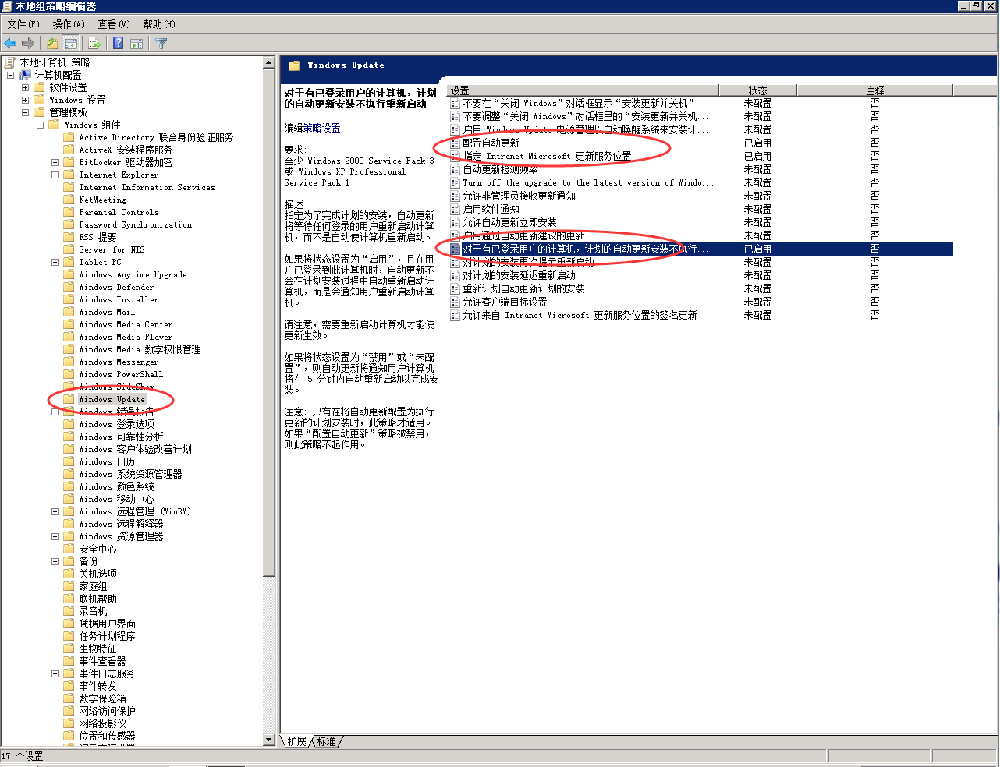 本地组策略编辑器
文件(F) 操作(A) 查看(V) 帮助(H)
本地计算机 策略
计算机配置
软件设置
Windows 设置
管理模板
Windows 组件
Active Directory 联合身份验证服务
ActiveX 安装程序服务
BitLocker 驱动器加密
Internet Explorer
Internet Information Services
NetMeeting
Parental Controls
Password Synchronization
RSS 提要
Server for NIS
Tablet PC
Windows Anytime Upgrade
Windows Defender
Windows Installer
Windows Mail
Windows Media Center
Windows Media Player
Windows Media 数字权限管理
Windows Messenger
Windows PowerShell
Windows SideShow
Windows Update
Windows 错误报告
Windows 登录选项
Windows 可靠性分析
Windows 客户体验改善计划
Windows 日历
Windows 系统资源管理器
Windows 颜色系统
Windows 移动中心
Windows 远程管理 (WinRM)
Windows 远程解释器
Windows 资源管理器
安全中心
备份
关机选项
家庭组
联机帮助
录音机
凭据用户界面
任务计划程序
生物特征
事件查看器
事件日志服务
事件转发
数字保险箱
网络访问保护
网络投影仪
位置和传感器
Windows Update
对于有已登录用户的计算机，计划
的自动更新安装不执行重新启动
编辑策略设置
要求:
至少 Windows 2000 Service Pack 3
或 Windows XP Professional
Service Pack 1
描述:
指定为了完成计划的安装，自动更新
将等待任何登录的用户重新启动计算
机，而不是自动使计算机重新启动。
如果将状态设置为“启用”，且在用
户已登录到此计算机时，自动更新不
会在计划安装过程中自动重新启动计
算机，而是会通知用户重新启动计算
机。
请注意，需要重新启动计算机才能使
更新生效。
如果将状态设置为“禁用”或“未配
置”，则自动更新将通知用户计算机
将在 5 分钟内自动重新启动以完成安
装。
注意: 只有在将自动更新配置为执行
更新的计划安装时，此策略才适用。
如果“配置自动更新”策略被禁用，
则此策略不起作用。
设置 状态 注释
不要在“关闭 Windows”对话框显示“安装更新并关机” 未配置 否
不要调整“关闭 Windows”对话框里的“安装更新并关机... 未配置 否
启用 Windows Update 电源管理以自动唤醒系统来安装计... 未配置 否
配置自动更新 已启用 否
指定 Intranet Microsoft 更新服务位置 已启用 否
自动更新检测频率 未配置 否
Turn off the upgrade to the latest version of Windo... 未配置 否
允许非管理员接收更新通知 未配置 否
启用软件通知 未配置 否
允许自动更新立即安装 未配置 否
启用通过自动更新建议的更新 未配置 否
对于有已登录用户的计算机，计划的自动更新安装不执行... 已启用 否
对计划的安装再次提示重新启动 未配置 否
对计划的安装延迟重新启动 未配置 否
重新计划自动更新计划的安装 未配置 否
允许客户端目标设置 未配置 否
允许来自 Intranet Microsoft 更新服务位置的签名更新 未配置 否
扩展 标准
17 个设置